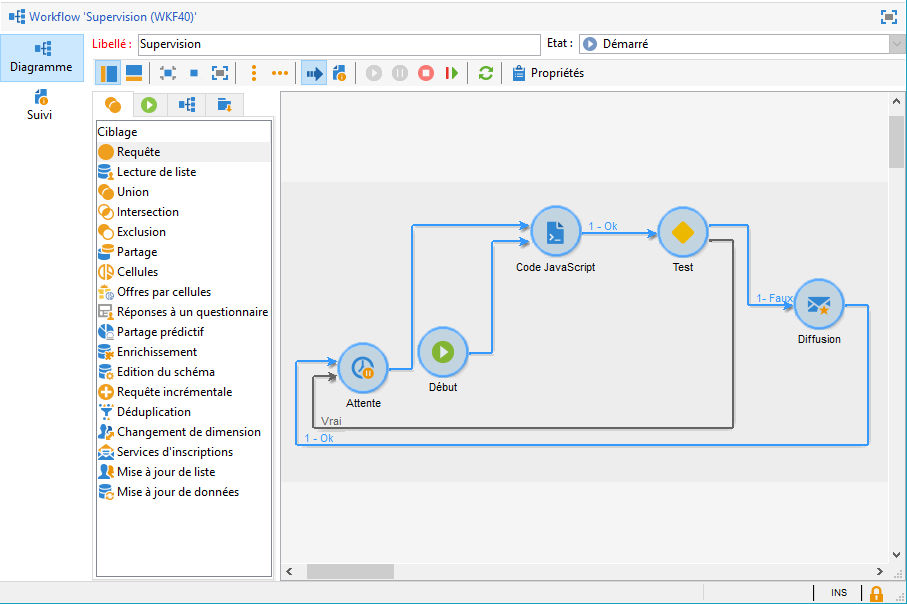 Workflow 'Supervision (WKF40)'
Diagramme
Suivi
Libellé : Supervision Etat : Démarré
Propriétés
Ciblage
Requête
Lecture de liste
Union
Intersection
Exclusion
Partage
Cellules
Offres par cellules
Réponses à un questionnaire
Partage prédictif
Enrichissement
Edition du schéma
Requête incrémentale
Déduplication
Changement de dimension
Services d'inscriptions
Mise à jour de liste
Mise à jour de données
1 - Ok
Code JavaScript
Test
1- Faux
Diffusion
Début
Attente
Vrai
1 - Ok
INS